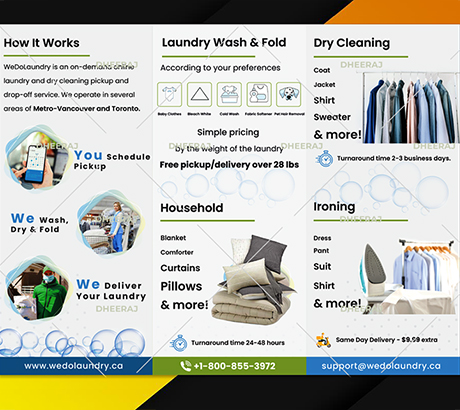 How It Works
WeDoLaundry is an on-demand online
laundry and dry cleaning pickup and
drop-off service. We operate in several
areas of Metro-Vancouver and Toronto.
You Schedule
Pickup
We Wash,
Dry & Fold
We Deliver
Your Laundry
www.wedolaundry.ca
Laundry Wash & Fold
According to your preferences
Baby Clothes
Bleach White
Cold Wash
Fabric Softener
Pet Hair Removal
Simple pricing
by the weight of the laundry
Free pickup/delivery over 28 lbs
Household
Blanket
Comforter
Curtains
Pillows
& more!
Turnaround time 24-48 hours
+1-800-855-3972
Dry Cleaning
Coat
Jacket
Shirt
Sweater
& more!
Turnaround time 2-3 business days.
Ironing
Dress
Pant
Suit
Shirt
& more!
Same Day Delivery - $9.59 extra
support@wedolaundry.ca
DHEERAJ
DHEERAJ
DHEERAJ
DHEERAJ
DHEERAJ
DHEERAJ
DHEERAJ
DHEERAJ
DHEERAJ